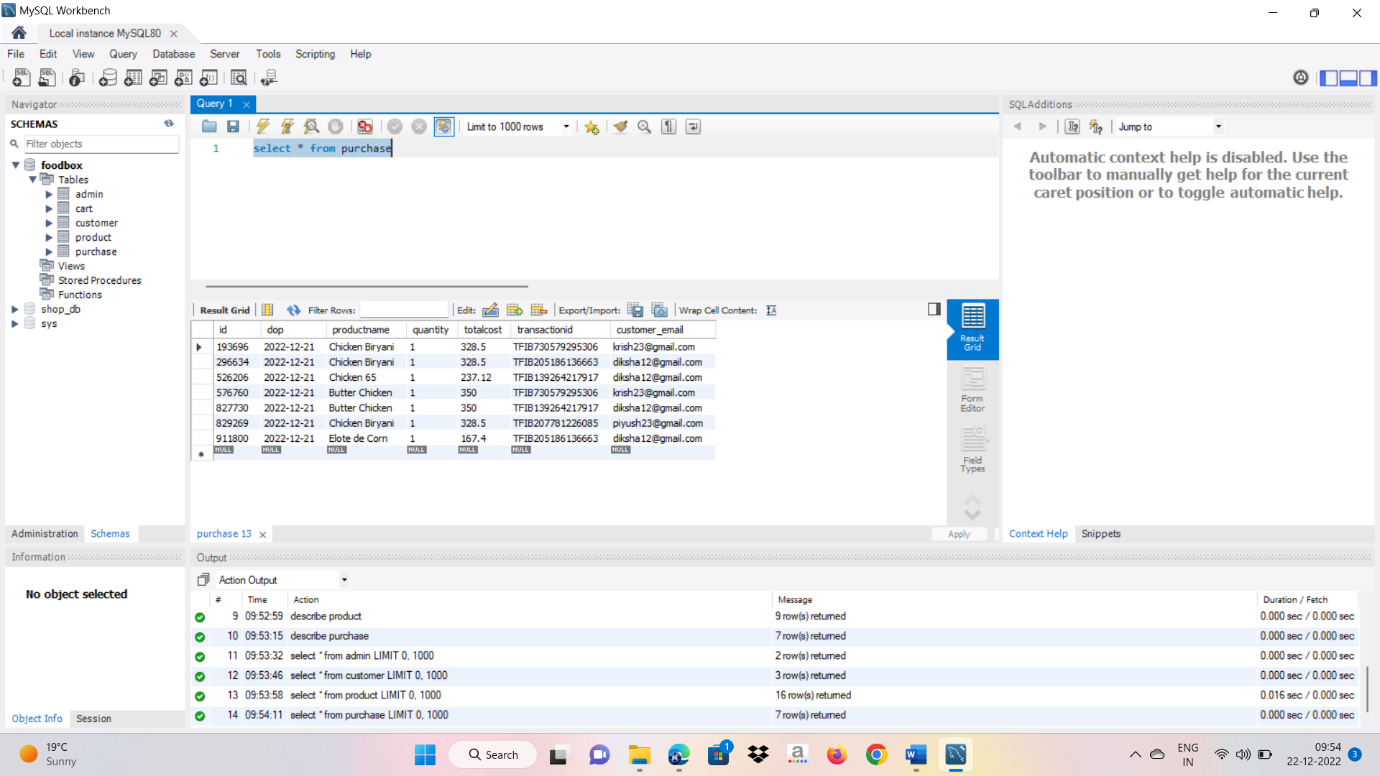 MySQL Workbench
Local instance MySQL80
File Edit View Query Database Server Tools Scripting Help
Navigator
SCHEMAS
Filter objects
foodbox
Tables
admin
cart
customer
product
purchase
Views
Stored Procedures
Functions
shop_db
sys
Administration Schemas
Information
No object selected
Object Info Session
Query 1
Limit to 1000 rows
1 select * from purchase
Result Grid Filter Rows: Edit: Export/Import: Wrap Cell Content:
id dop productname quantity totalcost transactionid customer_email
193696 2022-12-21 Chicken Biryani 1 328.5 TFIB730579295306 krish23@gmail.com
296634 2022-12-21 Chicken Biryani 1 328.5 TFIB205186136663 diksha12@gmail.com
526206 2022-12-21 Chicken 65 1 237.12 TFIB139264217917 diksha12@gmail.com
576760 2022-12-21 Butter Chicken 1 350 TFIB730579295306 krish23@gmail.com
827730 2022-12-21 Butter Chicken 1 350 TFIB139264217917 diksha12@gmail.com
829269 2022-12-21 Chicken Biryani 1 328.5 TFIB207781226085 piyush23@gmail.com
911800 2022-12-21 Elote de Corn 1 167.4 TFIB205186136663 diksha12@gmail.com
NULL NULL NULL NULL NULL NULL NULL
Result
Grid
Form
Editor
Field
Types
purchase 13
Apply
SQLAdditions
Jump to
Automatic context help is disabled. Use the
toolbar to manually get help for the current
caret position or to toggle automatic help.
Context Help Snippets
Output
Action Output
# Time Action Message Duration / Fetch
9 09:52:59 describe product 9 row(s) returned 0.000 sec / 0.000 sec
10 09:53:15 describe purchase 7 row(s) returned 0.000 sec / 0.000 sec
11 09:53:32 select * from admin LIMIT 0, 1000 2 row(s) returned 0.000 sec / 0.000 sec
12 09:53:46 select * from customer LIMIT 0, 1000 3 row(s) returned 0.000 sec / 0.000 sec
13 09:53:58 select * from product LIMIT 0, 1000 16 row(s) returned 0.016 sec / 0.000 sec
14 09:54:11 select * from purchase LIMIT 0, 1000 7 row(s) returned 0.000 sec / 0.000 sec
19°C
Sunny
Search
1
a
ENG
IN
09:54
22-12-2022
3